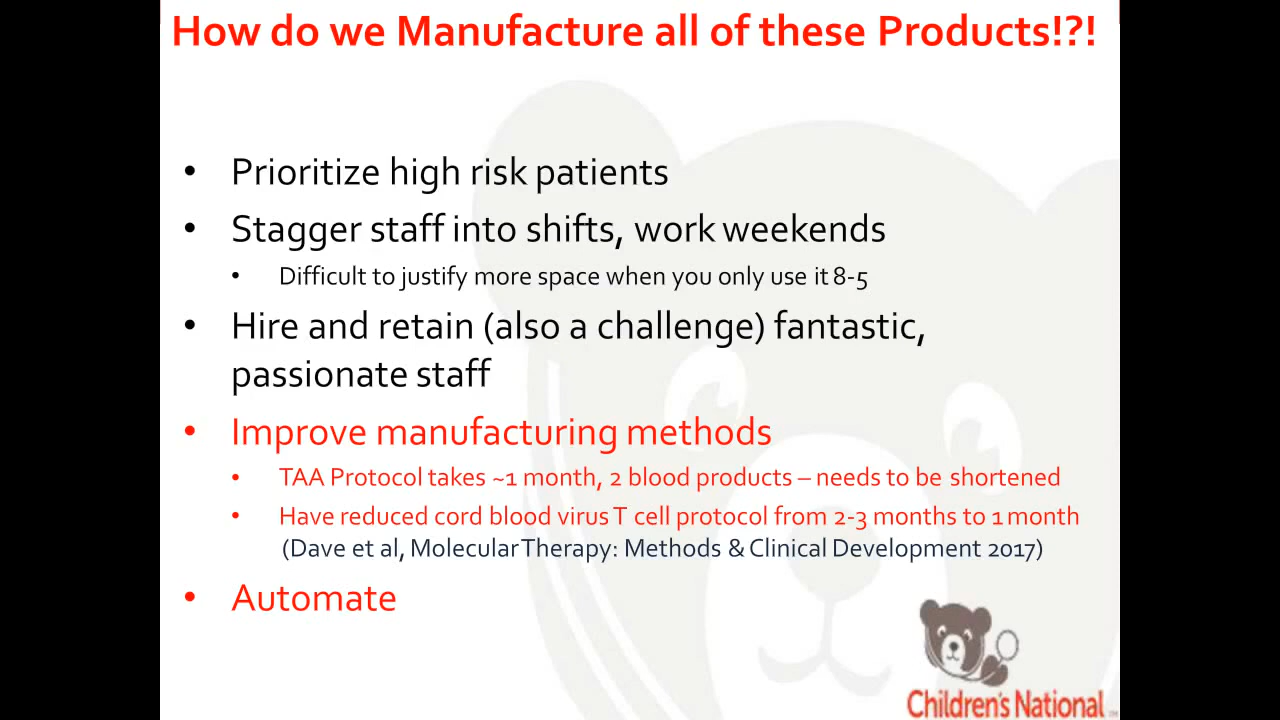 How do we Manufacture all of these Products!?!
• Prioritize high risk patients
• Stagger staff into shifts, work weekends
• Difficult to justify more space when you only use it 8-5
• Hire and retain (also a challenge) fantastic,
passionate staff
• Improve manufacturing methods
• TAA Protocol takes ~1 month, 2 blood products – needs to be shortened
• Have reduced cord blood virus T cell protocol from 2-3 months to 1 month
(Dave et al, Molecular Therapy: Methods & Clinical Development 2017)
• Automate
Children's National